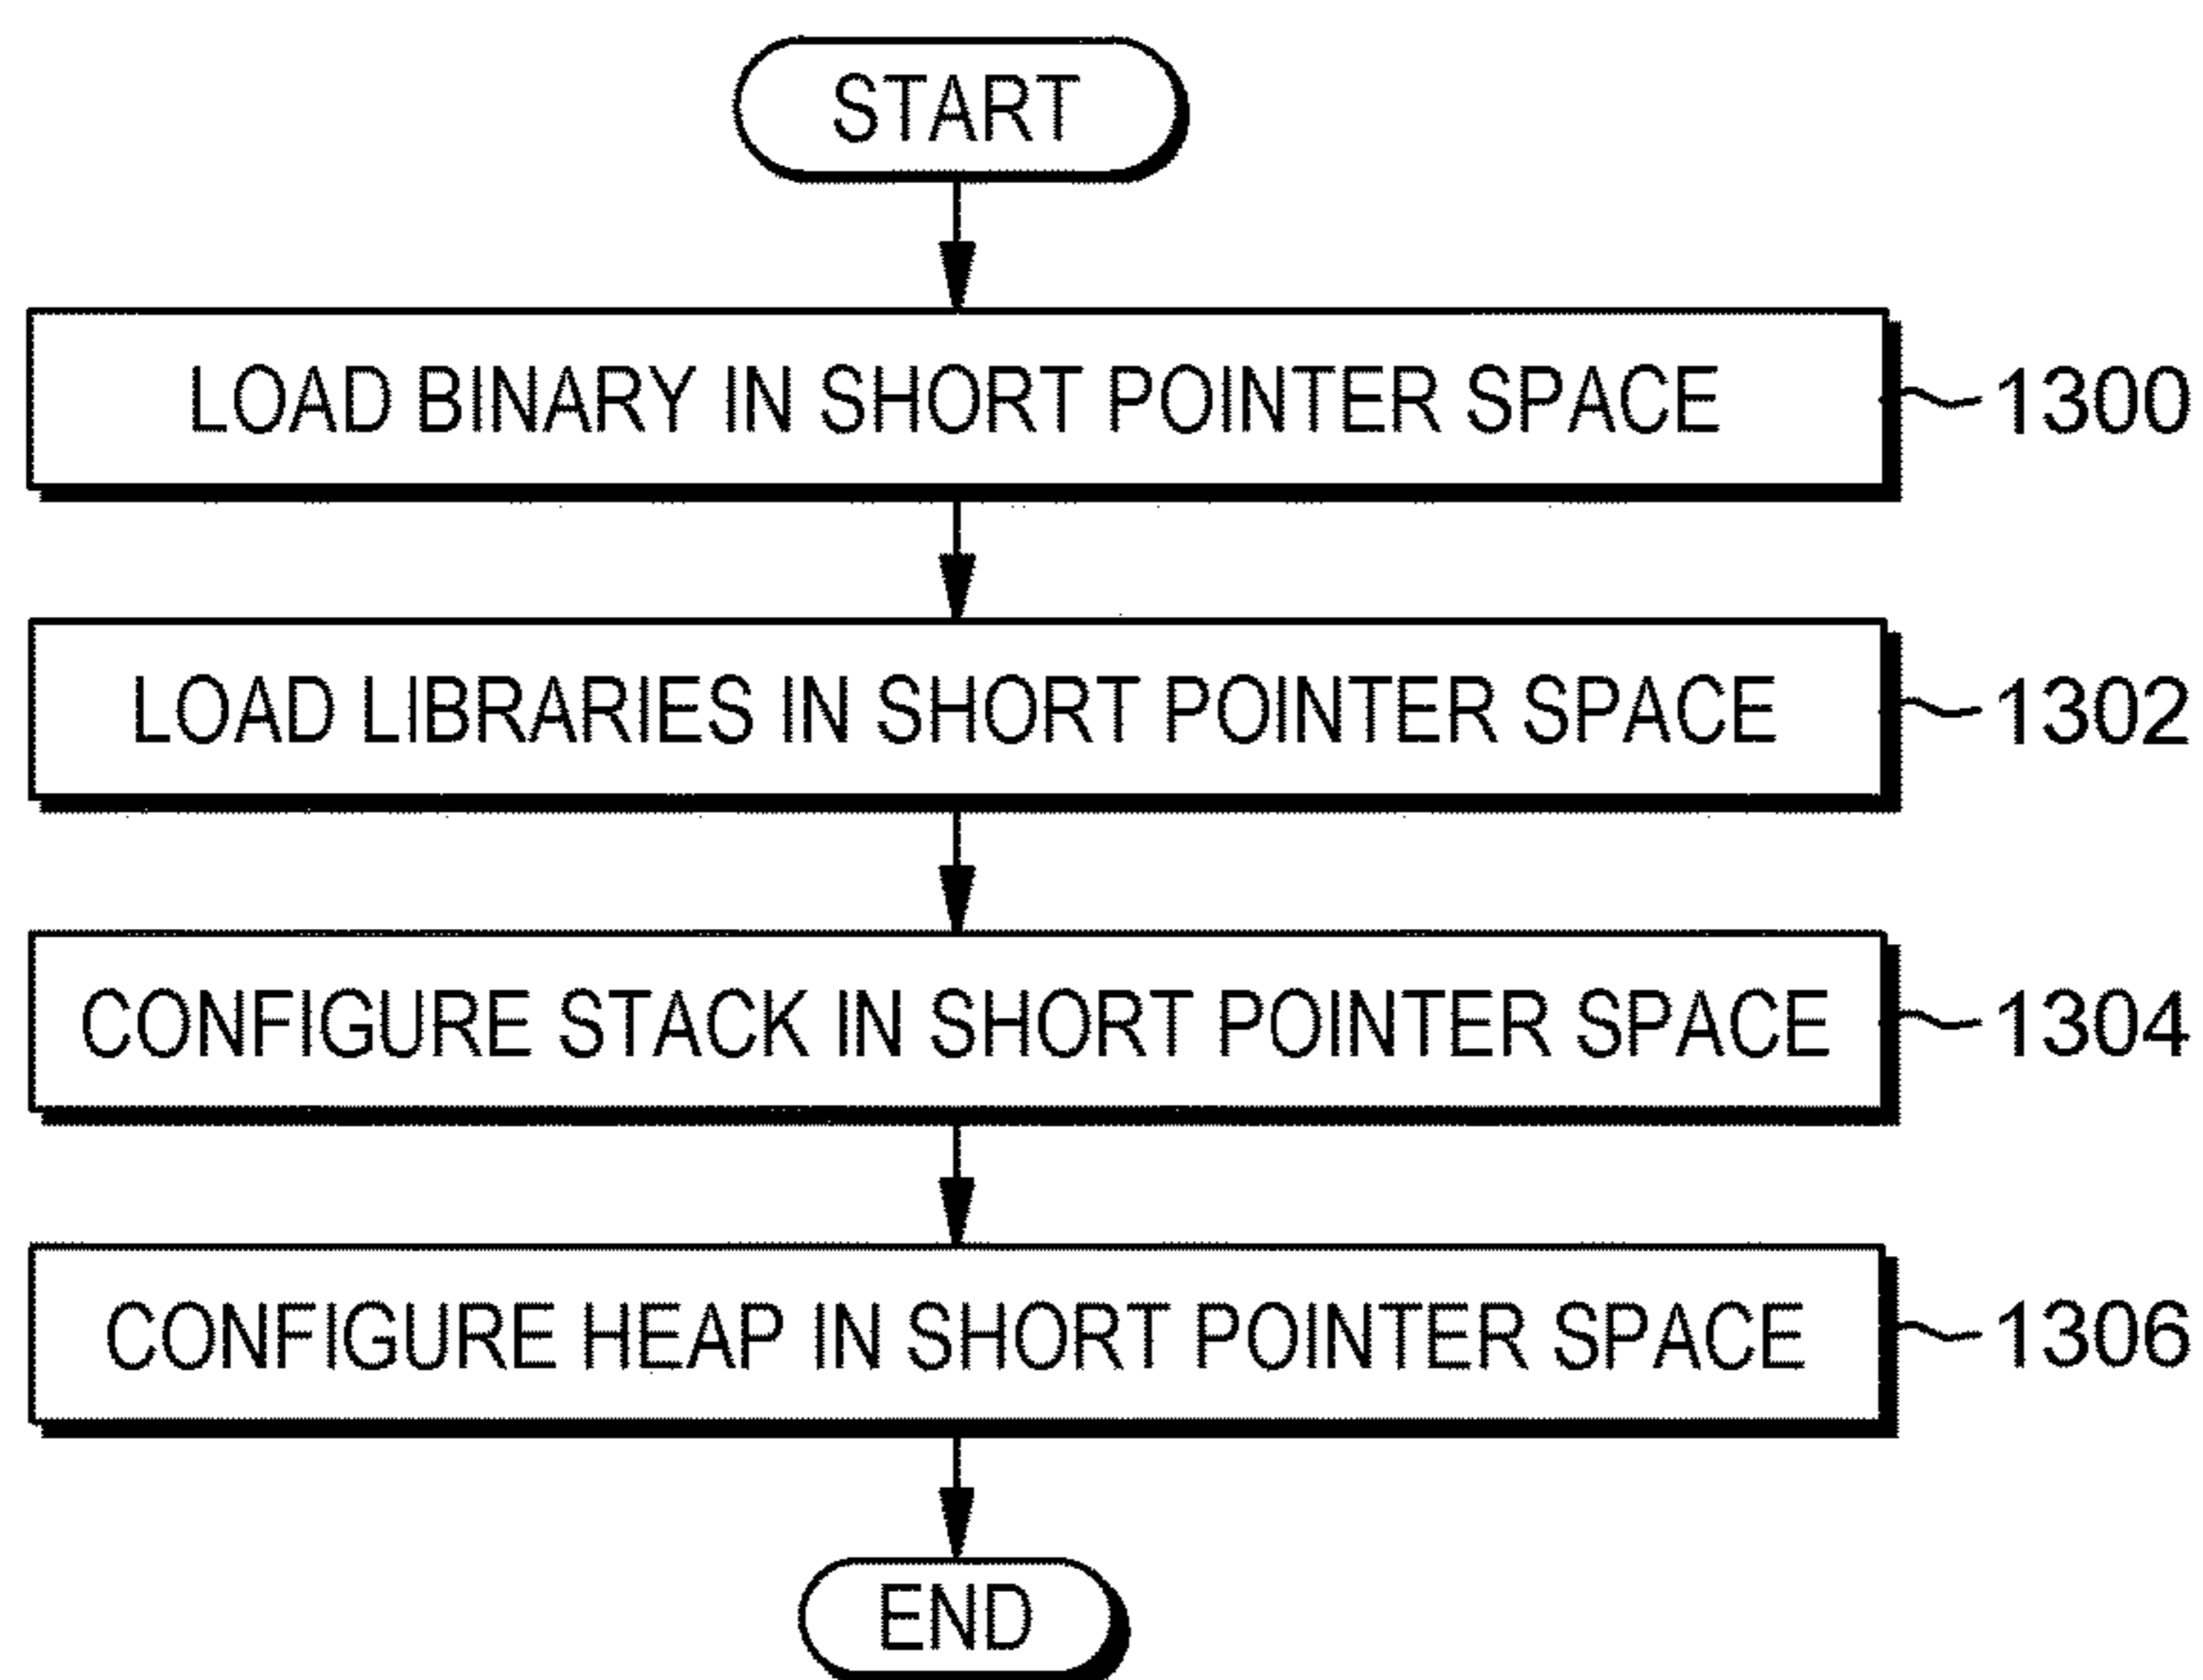 START
LOAD BINARY IN SHORT POINTER SPACE 1300
LOAD LIBRARIES IN SHORT POINTER SPACE 1302
CONFIGURE STACK IN SHORT POINTER SPACE 1304
CONFIGURE HEAP IN SHORT POINTER SPACE 1306
END